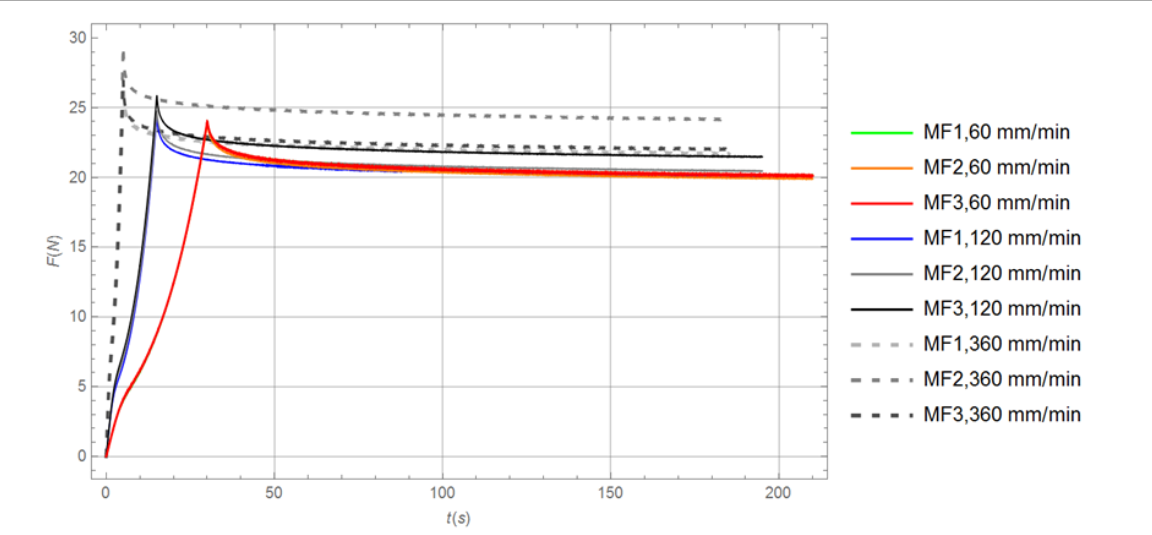 30
25
20
15
10
5
0
F(N)
0 50 100 150 200
t(s)
MF1,60 mm/min
MF2,60 mm/min
MF3,60 mm/min
MF1,120 mm/min
MF2,120 mm/min
MF3,120 mm/min
MF1,360 mm/min
MF2,360 mm/min
MF3,360 mm/min